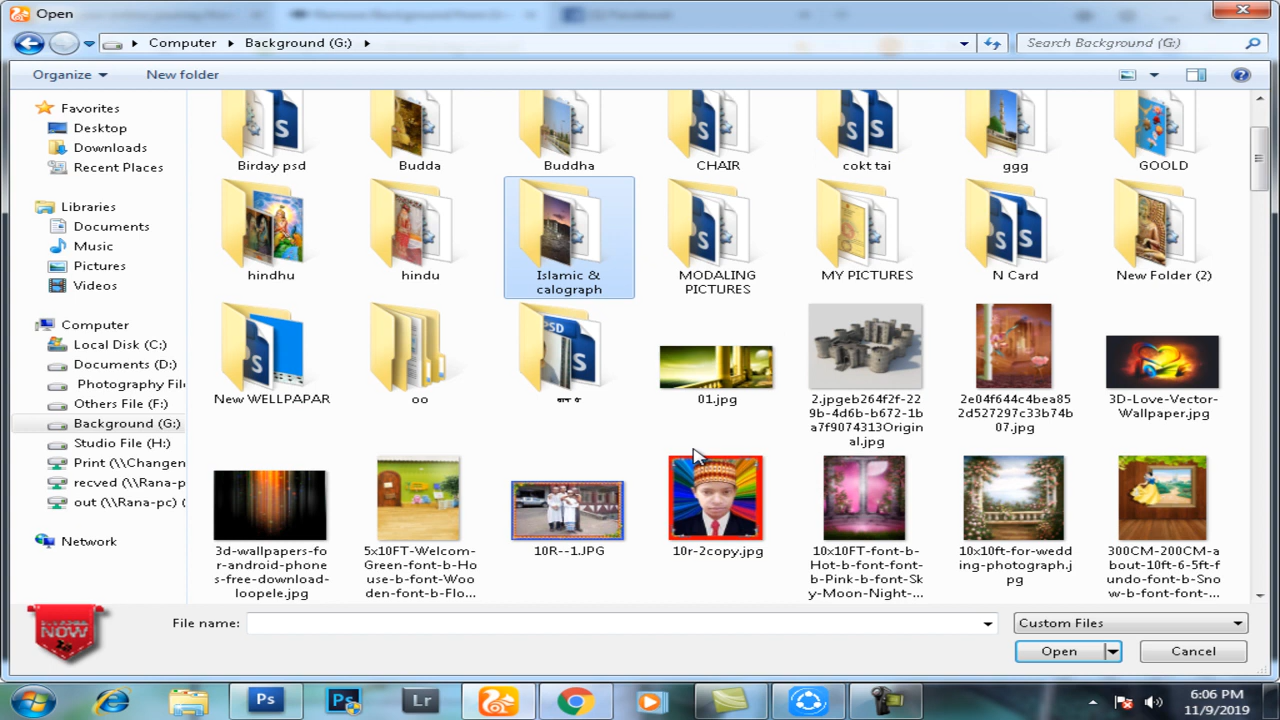 Open
Computer
Background (G:)
Search Background (G:)
Organize
New folder
Favorites
Desktop
Downloads
Recent Places
Libraries
Documents
Music
Pictures
Videos
Computer
Local Disk (C:)
Documents (D:)
Photography File
Others File (F:)
Background (G:)
Studio File (H:)
Print (\\Changen
recved (\\Rana-p
out (\\Rana-pc) (
Network
Birday psd
Budda
Buddha
CHAIR
cokt tai
ggg
GOOLD
hindhu
hindu
Islamic &
calograph
MODALING
PICTURES
MY PICTURES
N Card
New Folder (2)
New WELLPAPAR
oo
01.jpg
2.jpgeb264f2f-22
9b-4d6b-b672-1b
a7f9074313Origin
al.jpg
2e04f644c4bea85
2d527297c33b74b
07.jpg
3D-Love-Vector-
Wallpaper.jpg
3d-wallpapers-fo
r-android-phone
s-free-download-
loopele.jpg
5x10FT-Welcom-
Green-font-b-Ho
use-b-font-Woo
den-font-b-Flo...
10R--1.JPG
10r-2copy.jpg
10x10FT-font-b-
Hot-b-font-font-
b-Pink-b-font-Sk
y-Moon-Night-...
10x10ft-for-wedd
ing-photograph.j
pg
300CM-200CM-a
bout-10ft-6-5ft-f
undo-font-b-Sno
w-b-font-font-...
NOW
File name:
Custom Files
Open
Cancel
Ps
Ps
Lr
6:06 PM
11/9/2019